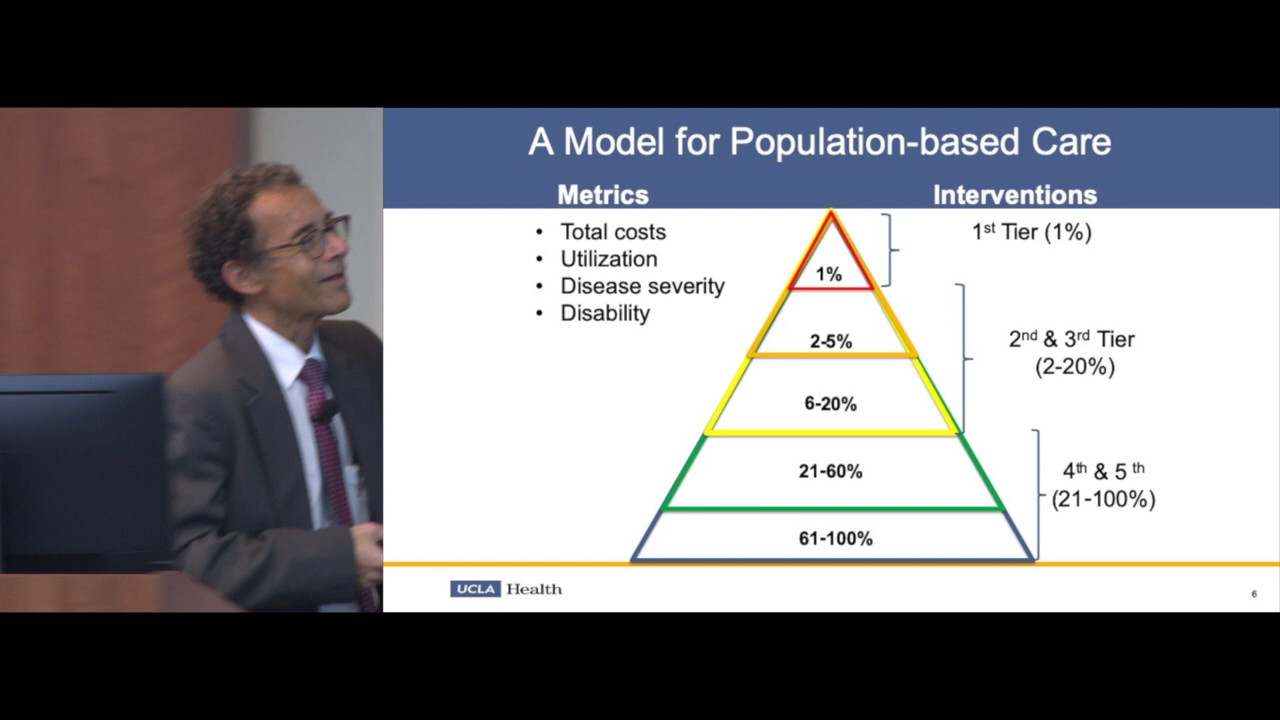 A Model for Population-based Care
Metrics
Interventions
• Total costs
• Utilization
• Disease severity
• Disability
1%
2-5%
6-20%
21-60%
61-100%
1st Tier (1%)
2nd & 3rd Tier
(2-20%)
4th & 5 th
(21-100%)
UCLA Health
6